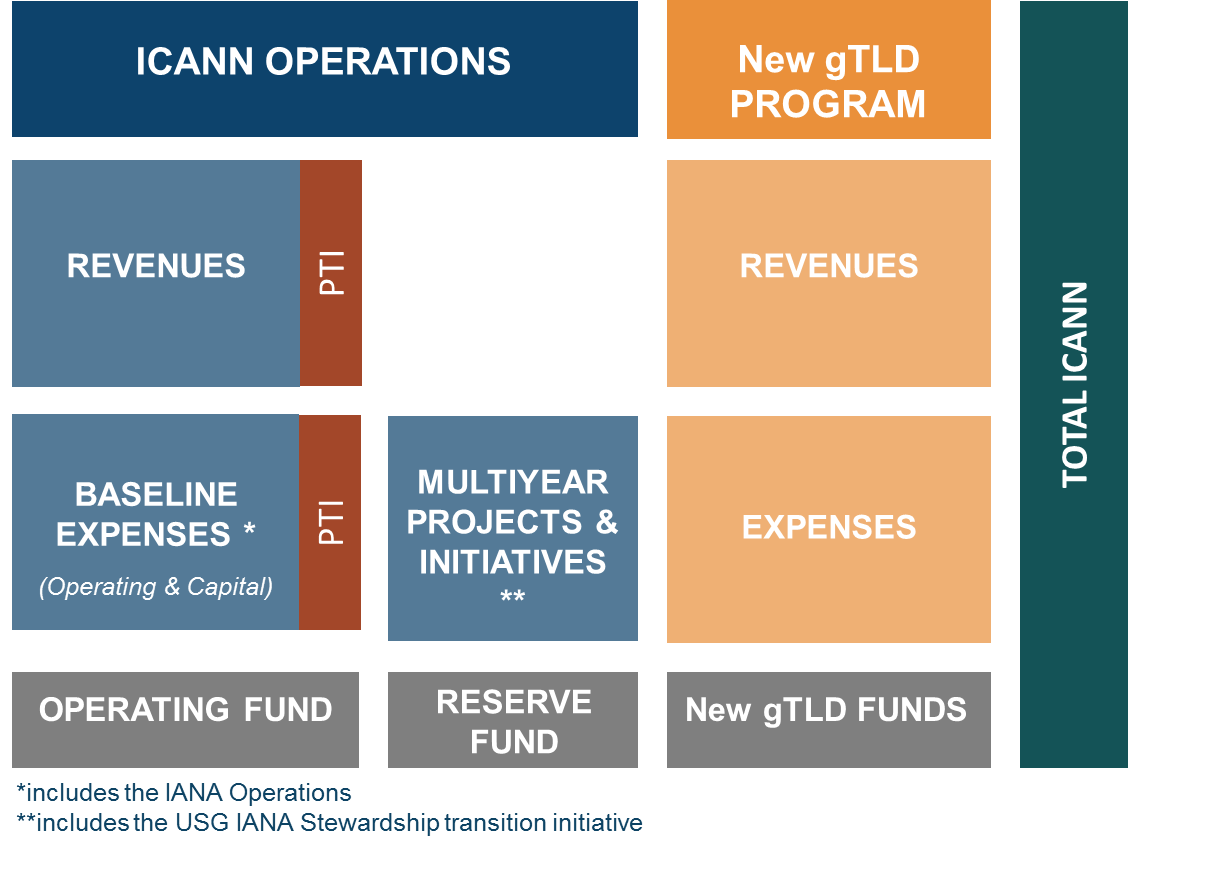 ICANN OPERATIONS
New gTLD
PROGRAM
REVENUES
PTI
REVENUES
TOTAL ICANN
BASELINE
EXPENSES *
(Operating & Capital)
PTI
MULTIYEAR
PROJECTS &
INITIATIVES
**
EXPENSES
OPERATING FUND
RESERVE
FUND
New gTLD FUNDS
*includes the IANA Operations
**includes the USG IANA Stewardship transition initiative